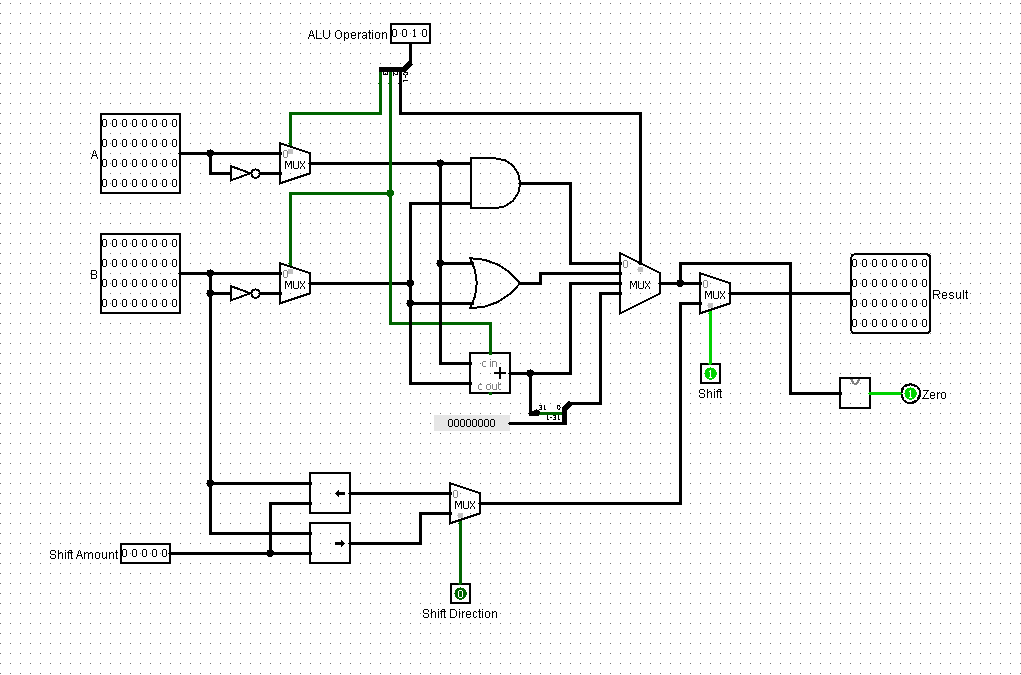 ALU Operation 0 0 1 0
A
0 0 0 0 0 0 0 0
0 0 0 0 0 0 0 0
0 0 0 0 0 0 0 0
0 0 0 0 0 0 0 0
0
MUX
B
0 0 0 0 0 0 0 0
0 0 0 0 0 0 0 0
0 0 0 0 0 0 0 0
0 0 0 0 0 0 0 0
0
MUX
0
MUX
0
MUX
1
Shift
0 0 0 0 0 0 0 0
0 0 0 0 0 0 0 0
0 0 0 0 0 0 0 0
0 0 0 0 0 0 0 0
Result
c in
+
c out
00000000
1 Zero
0
MUX
Shift Amount 0 0 0 0 0
0
Shift Direction